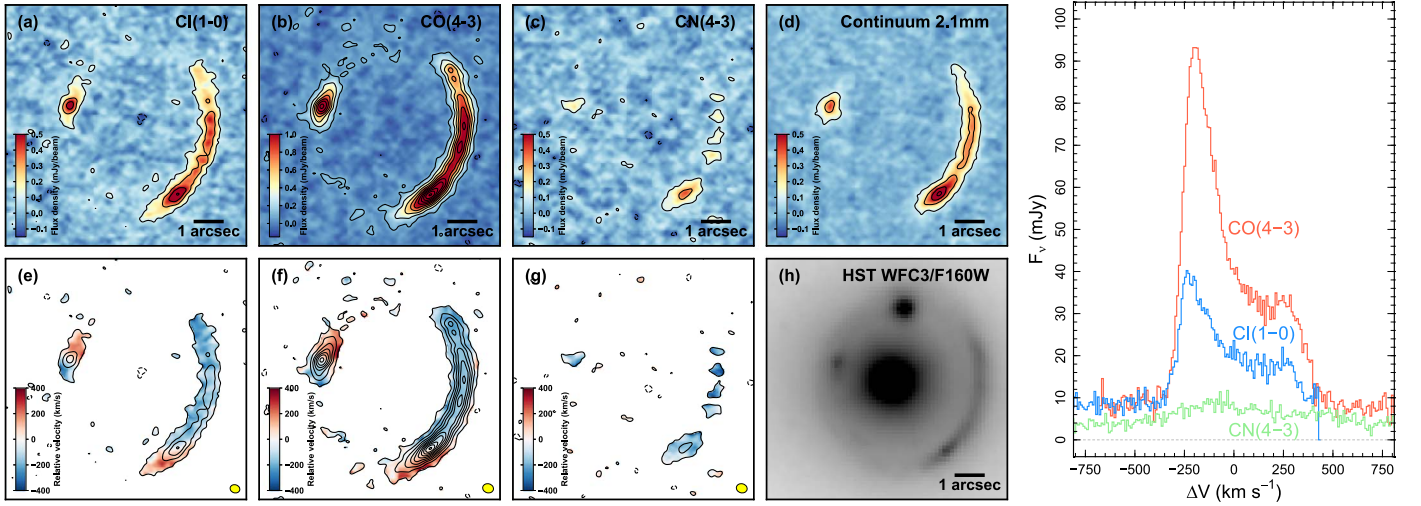 (a) CI(1-0)
0.5
0.4
0.3
0.2
0.1
0.0
−0.1
Flux density (mJy/beam)
1 arcsec
(b) CO(4-3)
1.0
0.8
0.6
0.4
0.2
0.0
Flux density (mJy/beam)
1 arcsec
(c) CN(4-3)
0.5
0.4
0.3
0.2
0.1
0.0
−0.1
Flux density (mJy/beam)
1 arcsec
(d) Continuum 2.1mm
0.5
0.4
0.3
0.2
0.1
0.0
−0.1
Flux density (mJy/beam)
1 arcsec
(e)
400
200
0
−200
−400
Relative velocity (km/s)
(f)
400
200
0
−200
−400
Relative velocity (km/s)
(g)
400
200
0
−200
−400
Relative velocity (km/s)
(h) HST WFC3/F160W
1 arcsec
100
90
80
70
60
50
40
30
20
10
0
Fν (mJy)
CO(4−3)
CI(1−0)
CN(4−3)
−750 −500 −250 0 250 500 750
ΔV (km s⁻¹)